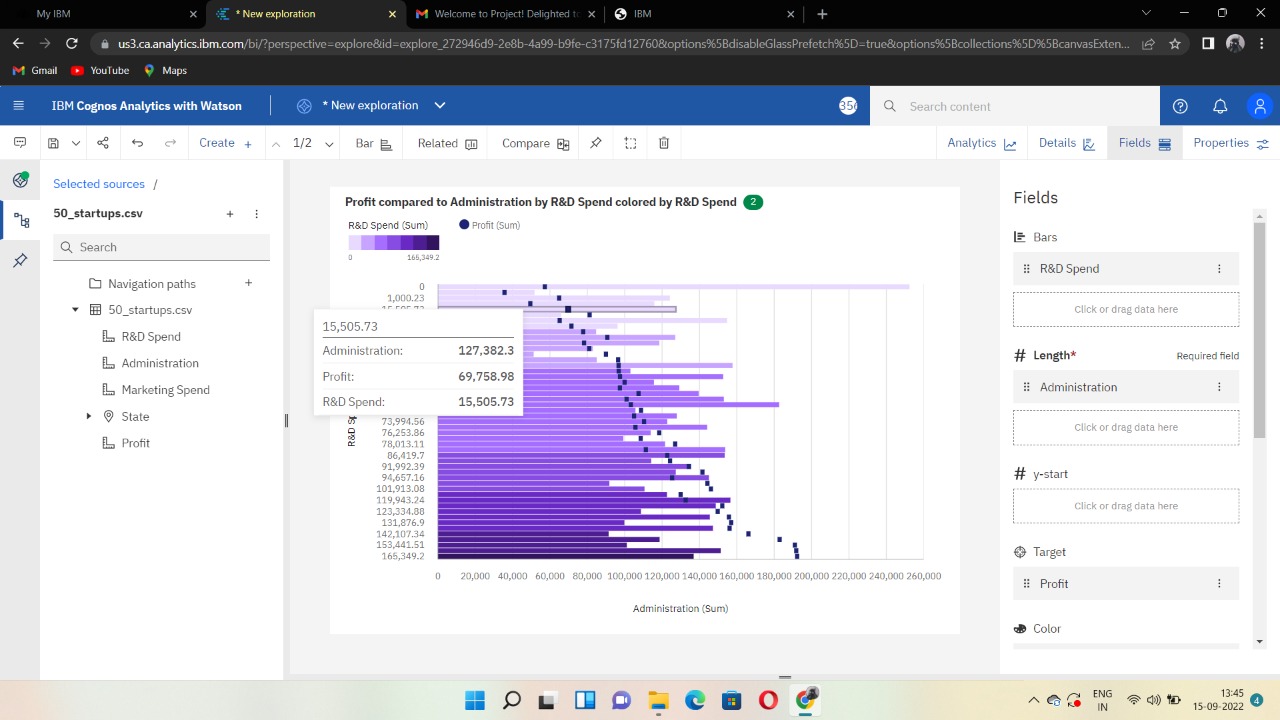 My IBM
* New exploration
Welcome to Project! Delighted to
IBM
us3.ca.analytics.ibm.com/bi/?perspective=explore&id=explore_272946d9-2e8b-4a99-b9fe-c3175fd12760&options%5BdisableGlassPrefetch%5D=true&options%5Bcollections%5D%5BcanvasExten...
Gmail
YouTube
Maps
IBM Cognos Analytics with Watson
* New exploration
Search content
Create +
1/2
Bar
Related
Compare
Analytics
Details
Fields
Properties
Selected sources /
50_startups.csv
Search
Navigation paths
50_startups.csv
R&D Spend
Administration
Marketing Spend
State
Profit
Profit compared to Administration by R&D Spend colored by R&D Spend 2
R&D Spend (Sum)
Profit (Sum)
0 165,349.2
0
1,000.23
15,505.73
Administration: 127,382.3
Profit: 69,758.98
R&D Spend: 15,505.73
73,994.56
76,253.86
78,013.11
86,419.7
91,992.39
94,657.16
101,913.08
119,943.24
123,334.88
131,876.9
142,107.34
153,441.51
165,349.2
0 20,000 40,000 60,000 80,000 100,000 120,000 140,000 160,000 180,000 200,000 220,000 240,000 260,000
Administration (Sum)
Fields
Bars
R&D Spend
Click or drag data here
# Length* Required field
Administration
Click or drag data here
# y-start
Click or drag data here
Target
Profit
Color
ENG
IN
13:45
15-09-2022
4